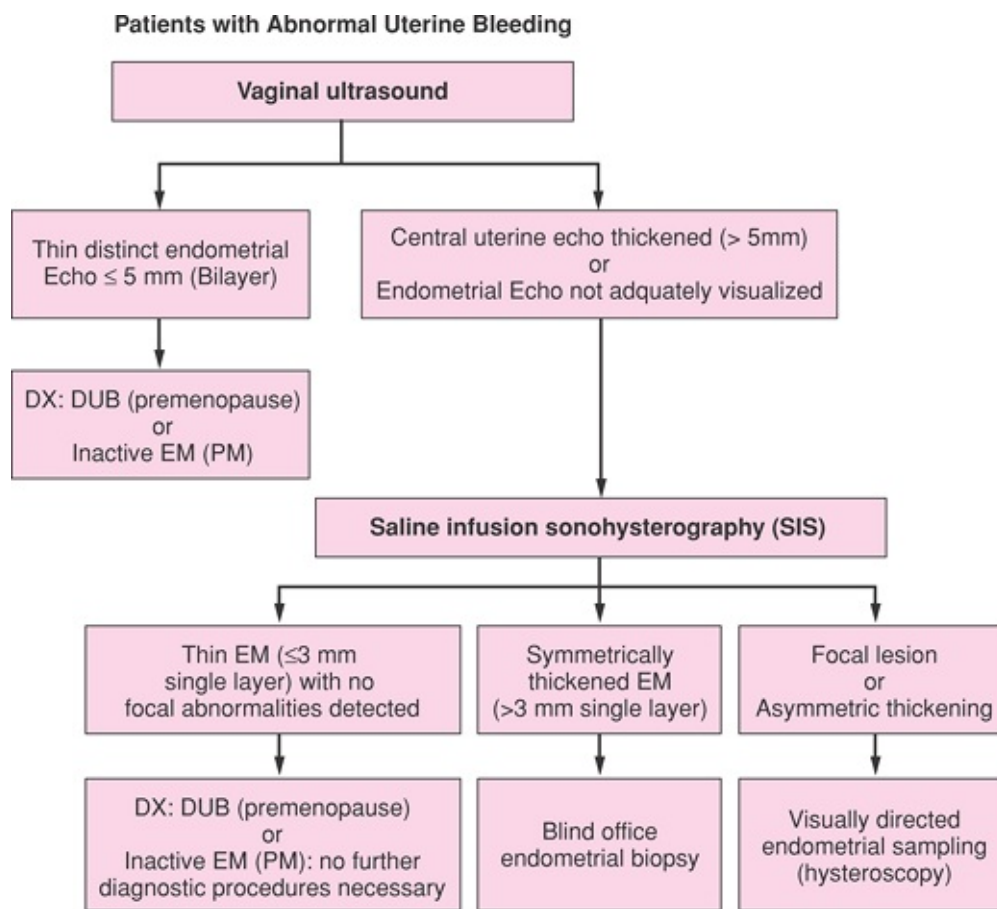 Patients with Abnormal Uterine Bleeding
Vaginal ultrasound
Thin distinct endometrial
Echo ≤ 5 mm (Bilayer)
Central uterine echo thickened (> 5mm)
or
Endometrial Echo not adquately visualized
DX: DUB (premenopause)
or
Inactive EM (PM)
Saline infusion sonohysterography (SIS)
Thin EM (≤3 mm
single layer) with no
focal abnormalities detected
Symmetrically
thickened EM
(>3 mm single layer)
Focal lesion
or
Asymmetric thickening
DX: DUB (premenopause)
or
Inactive EM (PM): no further
diagnostic procedures necessary
Blind office
endometrial biopsy
Visually directed
endometrial sampling
(hysteroscopy)